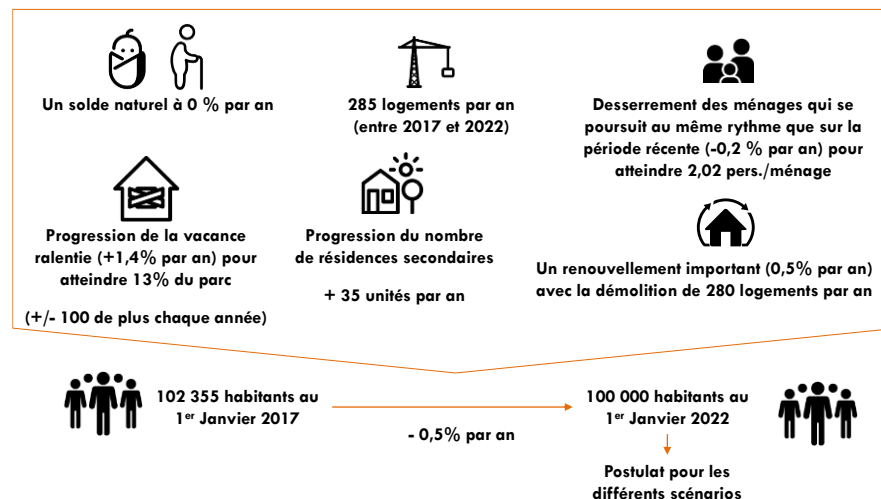 Un solde naturel à 0 % par an
285 logements par an
(entre 2017 et 2022)
Desserrement des ménages qui se
poursuit au même rythme que sur la
période récente (-0,2 % par an) pour
atteindre 2,02 pers./ménage
Progression de la vacance
ralentie (+1,4% par an) pour
atteindre 13% du parc
(+/- 100 de plus chaque année)
Progression du nombre
de résidences secondaires
+ 35 unités par an
Un renouvellement important (0,5% par an)
avec la démolition de 280 logements par an
102 355 habitants au
1er Janvier 2017
- 0,5% par an
100 000 habitants au
1er Janvier 2022
Postulat pour les
différents scénarios